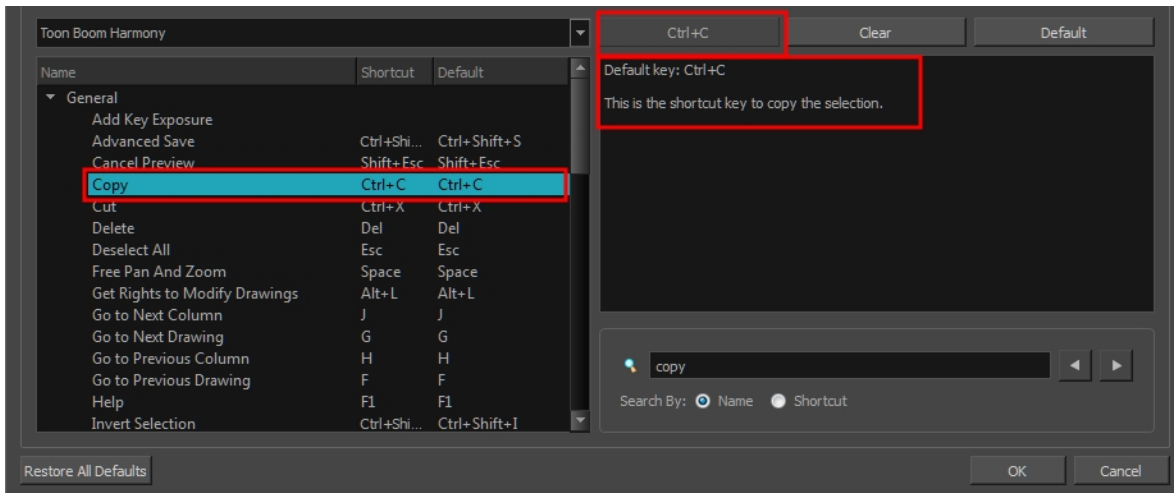 Toon Boom Harmony
Ctrl+C Clear Default
Name Shortcut Default
General
Add Key Exposure
Advanced Save Ctrl+Shi... Ctrl+Shift+S
Cancel Preview Shift+Esc Shift+Esc
Copy Ctrl+C Ctrl+C
Cut Ctrl+X Ctrl+X
Delete Del Del
Deselect All Esc Esc
Free Pan And Zoom Space Space
Get Rights to Modify Drawings Alt+L Alt+L
Go to Next Column J J
Go to Next Drawing G G
Go to Previous Column H H
Go to Previous Drawing F F
Help F1 F1
Invert Selection Ctrl+Shi... Ctrl+Shift+I
Default key: Ctrl+C
This is the shortcut key to copy the selection.
copy
Search By: Name Shortcut
Restore All Defaults OK Cancel